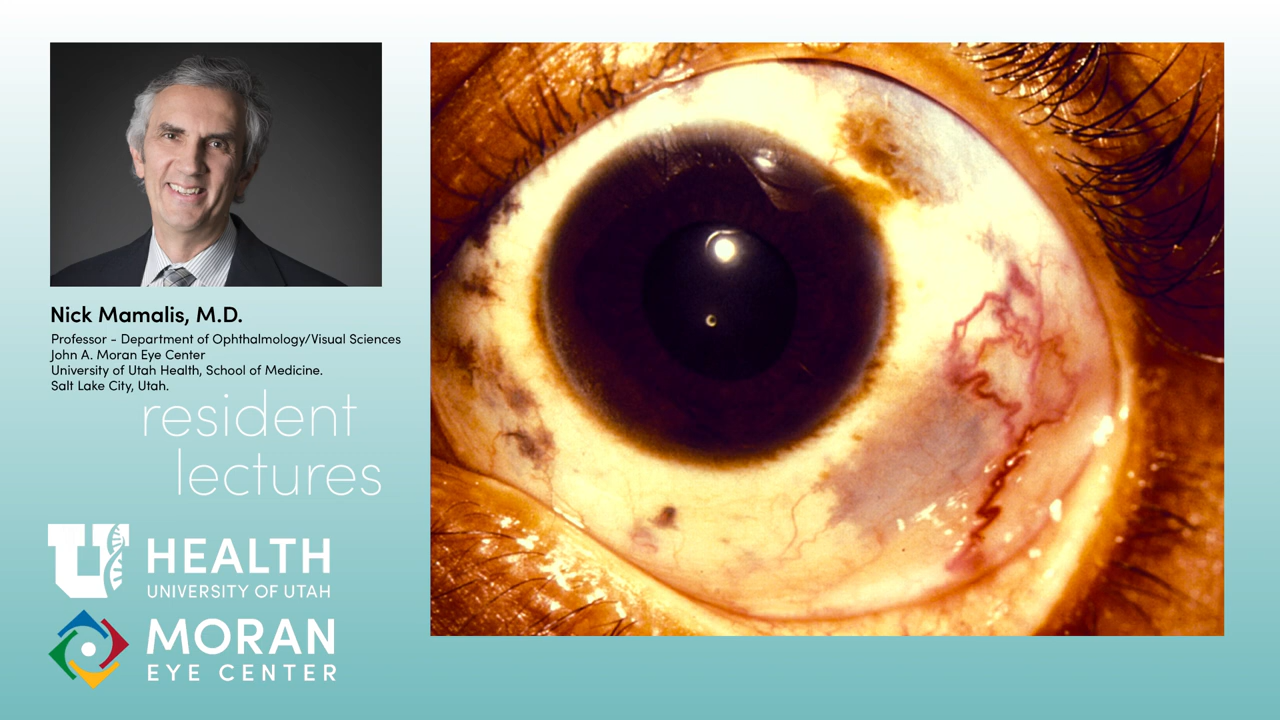 Nick Mamalis, M.D.
Professor - Department of Ophthalmology/Visual Sciences
John A. Moran Eye Center
University of Utah Health, School of Medicine.
Salt Lake City, Utah.
resident
lectures
U HEALTH
UNIVERSITY OF UTAH
MORAN
EYE CENTER